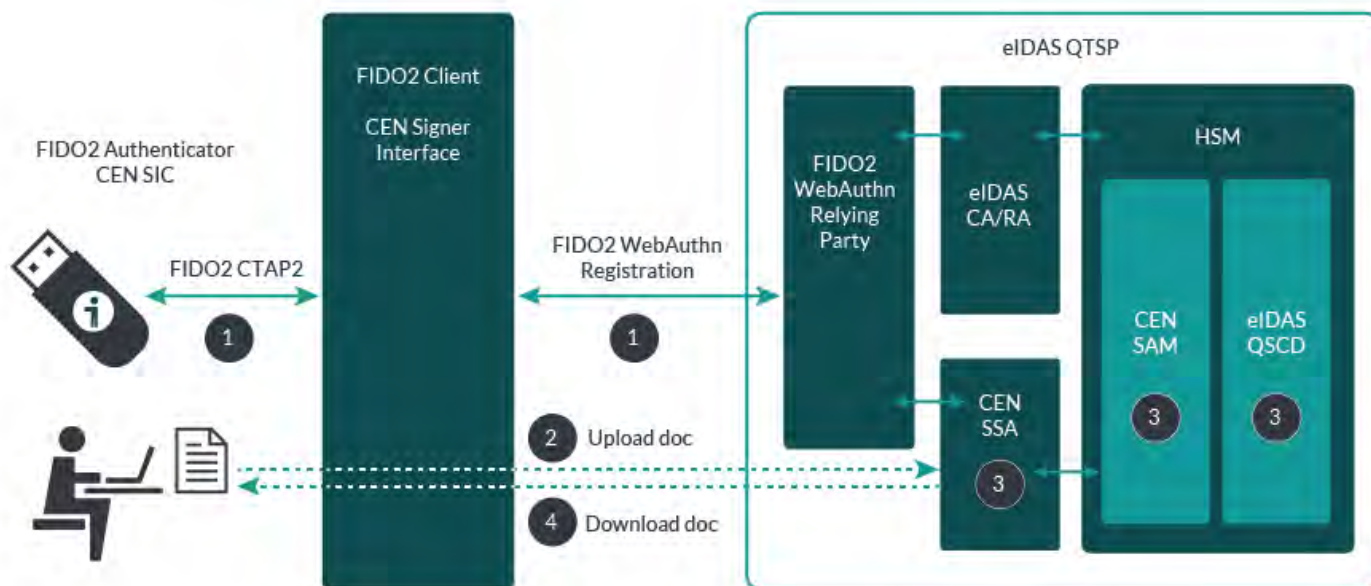 eIDAS QTSP
FIDO2 Client
CEN Signer
Interface
FIDO2 Authenticator
CEN SIC
FIDO2 CTAP2
1
FIDO2 WebAuthn
Registration
1
FIDO2
WebAuthn
Relying
Party
eIDAS
CA/RA
HSM
CEN
SAM
3
eIDAS
QSCD
3
CEN
SSA
3
2 Upload doc
4 Download doc